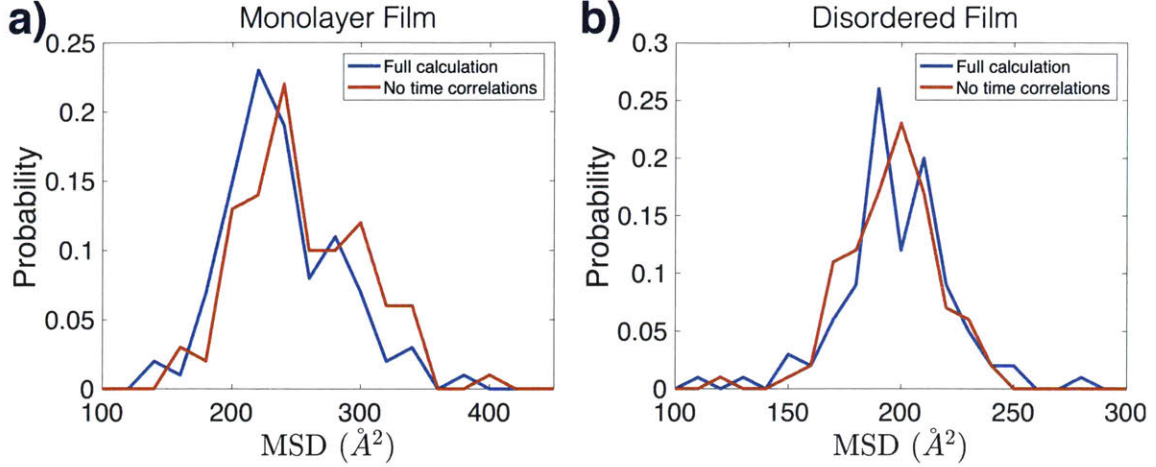 a)
Monolayer Film
0.25
0.2
0.15
0.1
0.05
0
Probability
Full calculation
No time correlations
100
200
300
400
MSD (Å²)
b)
Disordered Film
0.3
0.25
0.2
0.15
0.1
0.05
0
Probability
Full calculation
No time correlations
100
150
200
250
300
MSD (Å²)